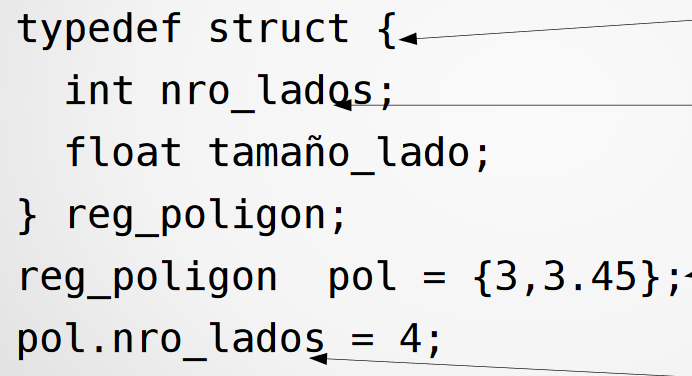 typedef struct {
int nro_lados;
float tamaño_lado;
} reg_poligon;
reg_poligon pol = {3,3.45};
pol.nro_lados = 4;